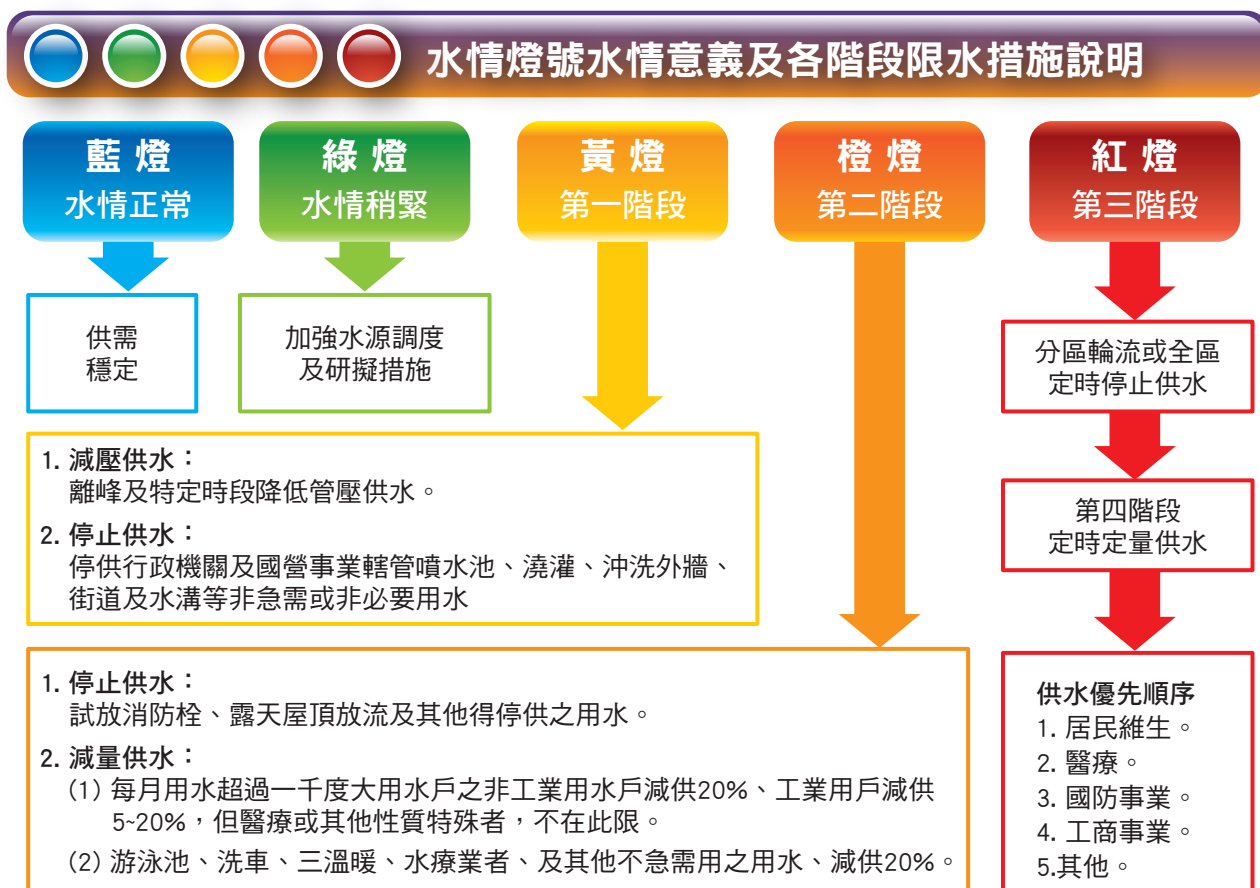 水情燈號水情意義及各階段限水措施說明
藍燈
水情正常
供需
穩定
綠燈
水情稍緊
加強水源調度
及研擬措施
黃燈
第一階段
1. 減壓供水：
離峰及特定時段降低管壓供水。
2. 停止供水：
停供行政機關及國營事業轄管噴水池、澆灌、沖洗外牆、
街道及水溝等非急需或非必要用水
橙燈
第二階段
1. 停止供水：
試放消防栓、露天屋頂放流及其他得停供之用水。
2. 減量供水：
(1) 每月用水超過一千度大用水戶之非工業用水戶減供20%、工業用戶減供
5~20%，但醫療或其他性質特殊者，不在此限。
(2) 游泳池、洗車、三溫暖、水療業者、及其他不急需用之用水、減供20%。
紅燈
第三階段
分區輪流或全區
定時停止供水
第四階段
定時定量供水
供水優先順序
1. 居民維生。
2. 醫療。
3. 國防事業。
4. 工商事業。
5.其他。